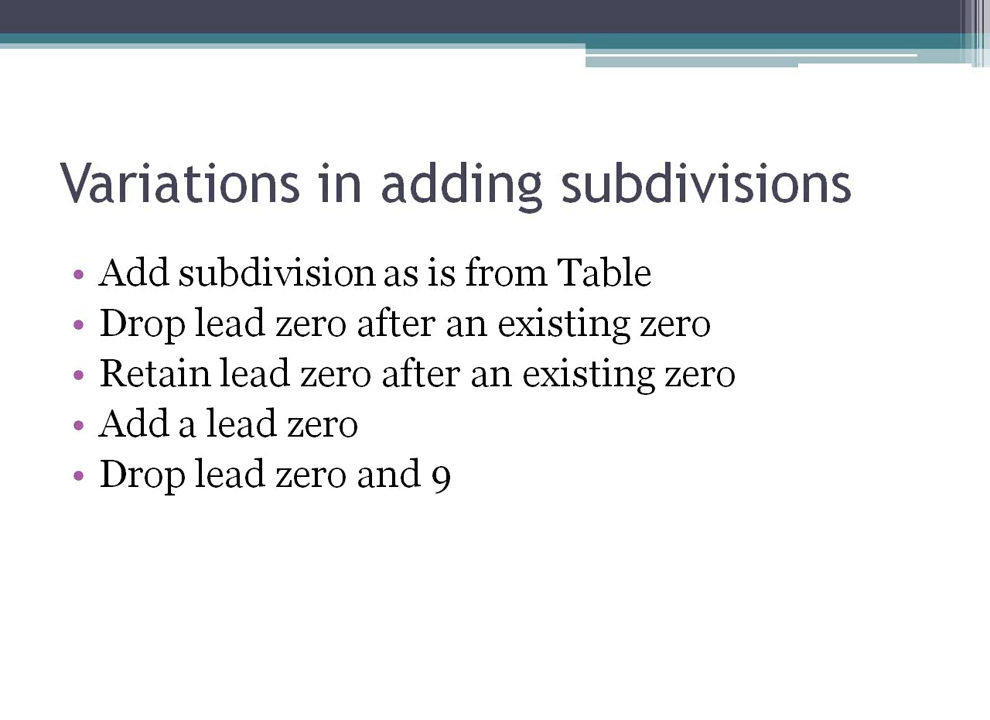 Variations in adding subdivisions
• Add subdivision as is from Table
• Drop lead zero after an existing zero
• Retain lead zero after an existing zero
• Add a lead zero
• Drop lead zero and 9